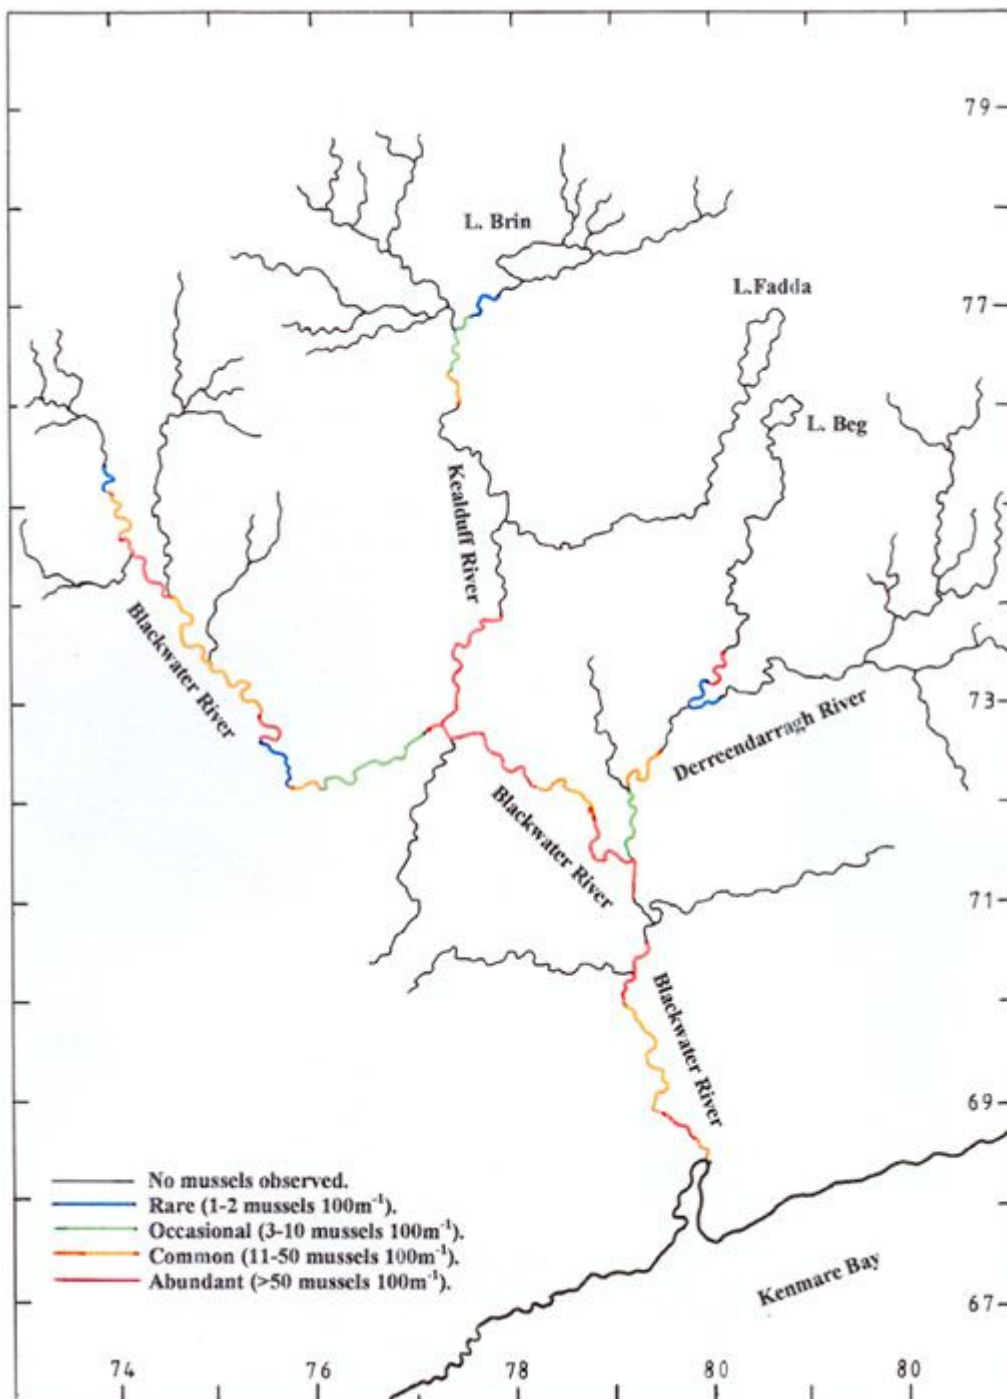 79
L. Brin
L.Fadda
77
L. Beg
Kealduff River
Blackwater River
73
Derreendarragh River
Blackwater River
71
Blackwater River
69
No mussels observed.
Rare (1-2 mussels 100m⁻¹).
Occasional (3-10 mussels 100m⁻¹).
Common (11-50 mussels 100m⁻¹).
Abundant (>50 mussels 100m⁻¹).
Kenmare Bay
67
74 76 78 80 80